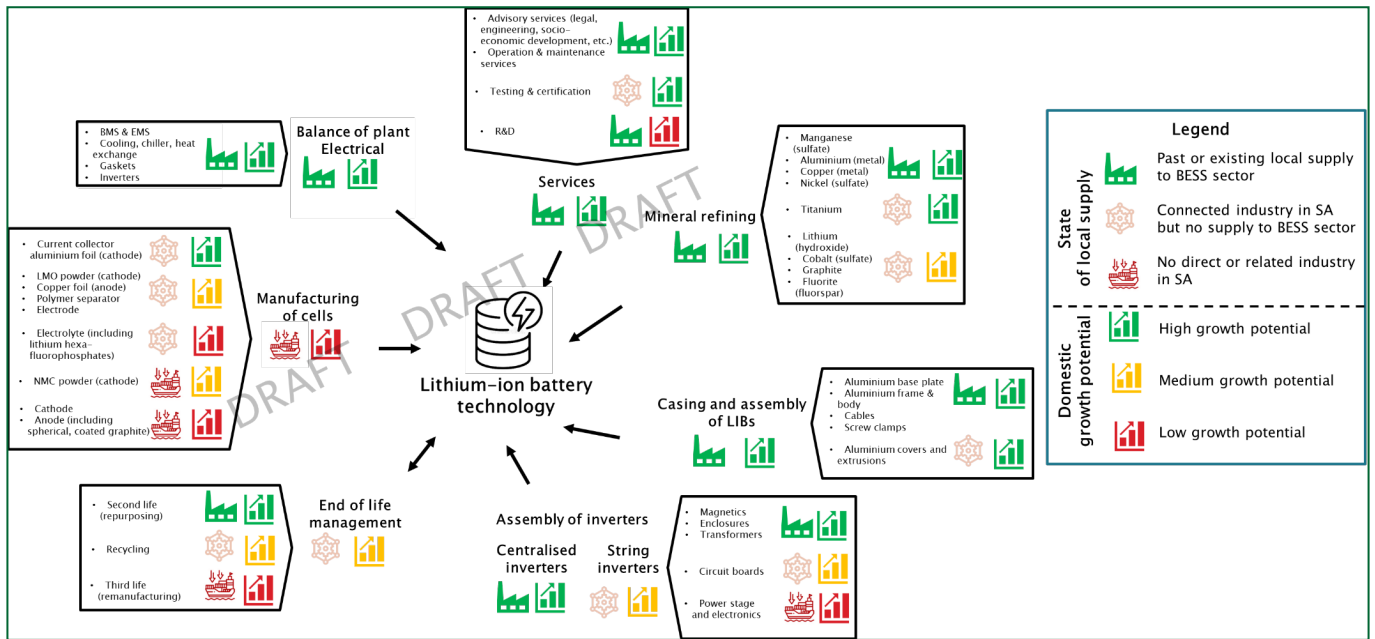 • Advisory services (legal,
engineering, socio-
economic development, etc.)
• Operation & maintenance
services
• Testing & certification
• R&D
Services
• BMS & EMS
• Cooling, chiller, heat
exchange
• Gaskets
• Inverters
Balance of plant
Electrical
• Manganese
(sulfate)
• Aluminium (metal)
• Copper (metal)
• Nickel (sulfate)
• Titanium
• Lithium
(hydroxide)
• Cobalt (sulfate)
• Graphite
• Fluorite
(fluorspar)
Mineral refining
• Current collector
aluminium foil (cathode)
• LMO powder (cathode)
• Copper foil (anode)
• Polymer separator
• Electrode
• Electrolyte (including
lithium hexa-
fluorophosphates)
• NMC powder (cathode)
• Cathode
• Anode (including
spherical, coated graphite)
Manufacturing
of cells
DRAFT
DRAFT
DRAFT
DRAFT
Lithium-ion battery
technology
Casing and assembly
of LIBs
• Aluminium base plate
• Aluminium frame &
body
• Cables
• Screw clamps
• Aluminium covers and
extrusions
• Second life
(repurposing)
• Recycling
• Third life
(remanufacturing)
End of life
management
Assembly of inverters
Centralised
inverters
String
inverters
• Magnetics
• Enclosures
• Transformers
• Circuit boards
• Power stage
and electronics
Legend
State
of local supply
Past or existing local supply
to BESS sector
Connected industry in SA
but no supply to BESS sector
No direct or related industry
in SA
Domestic
growth potential
High growth potential
Medium growth potential
Low growth potential